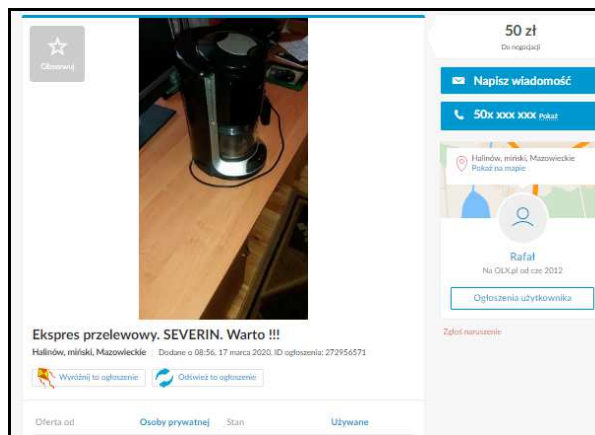 Obserwuj
50 zł
Do negocjacji
Napisz wiadomość
50x xxx xxx Pokaż
Halinów, miński, Mazowieckie
Pokaż na mapie
Rafał
Na OLX.pl od cze 2012
Ogłoszenia użytkownika
Zgłoś naruszenie
Ekspres przelewowy. SEVERIN. Warto !!!
Halinów, miński, Mazowieckie Dodane o 08:56, 17 marca 2020, ID ogłoszenia: 272956571
Wyróżnij to ogłoszenie Odśwież to ogłoszenie
Oferta od Osoby prywatnej Stan Używane